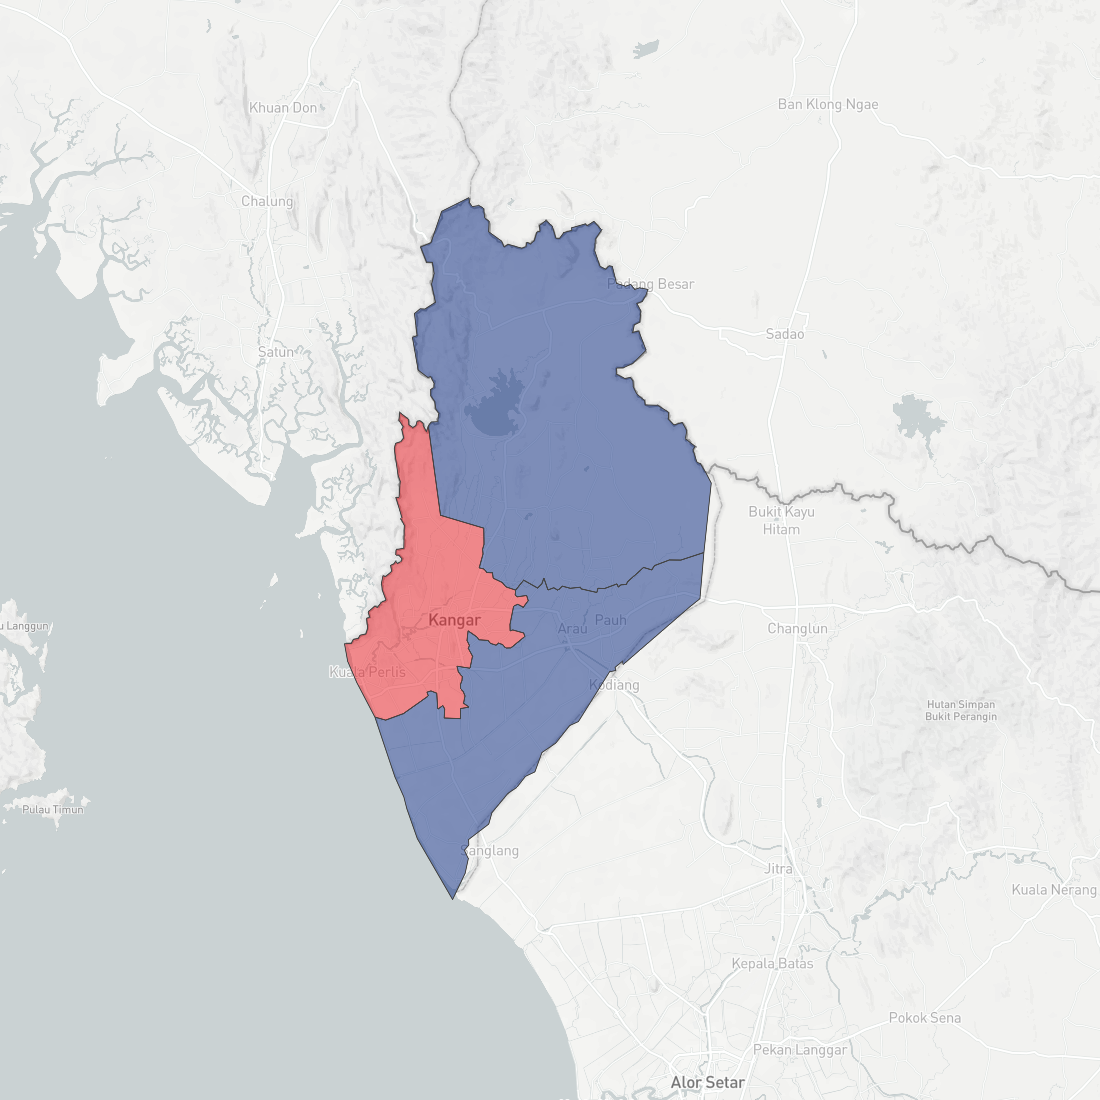 Khuan Don
Ban Klong Ngae
Chalung
Padang Besar
Sadao
Satun
Bukit Kayu
Hitam
Kangar
Arau
Pauh
Changlun
Langgun
Kuala Perlis
Kodiang
Hutan Simpan
Bukit Perangin
Pulau Timun
Sanglang
Jitra
Kuala Nerang
Kepala Batas
Pokok Sena
Pekan Langgar
Alor Setar